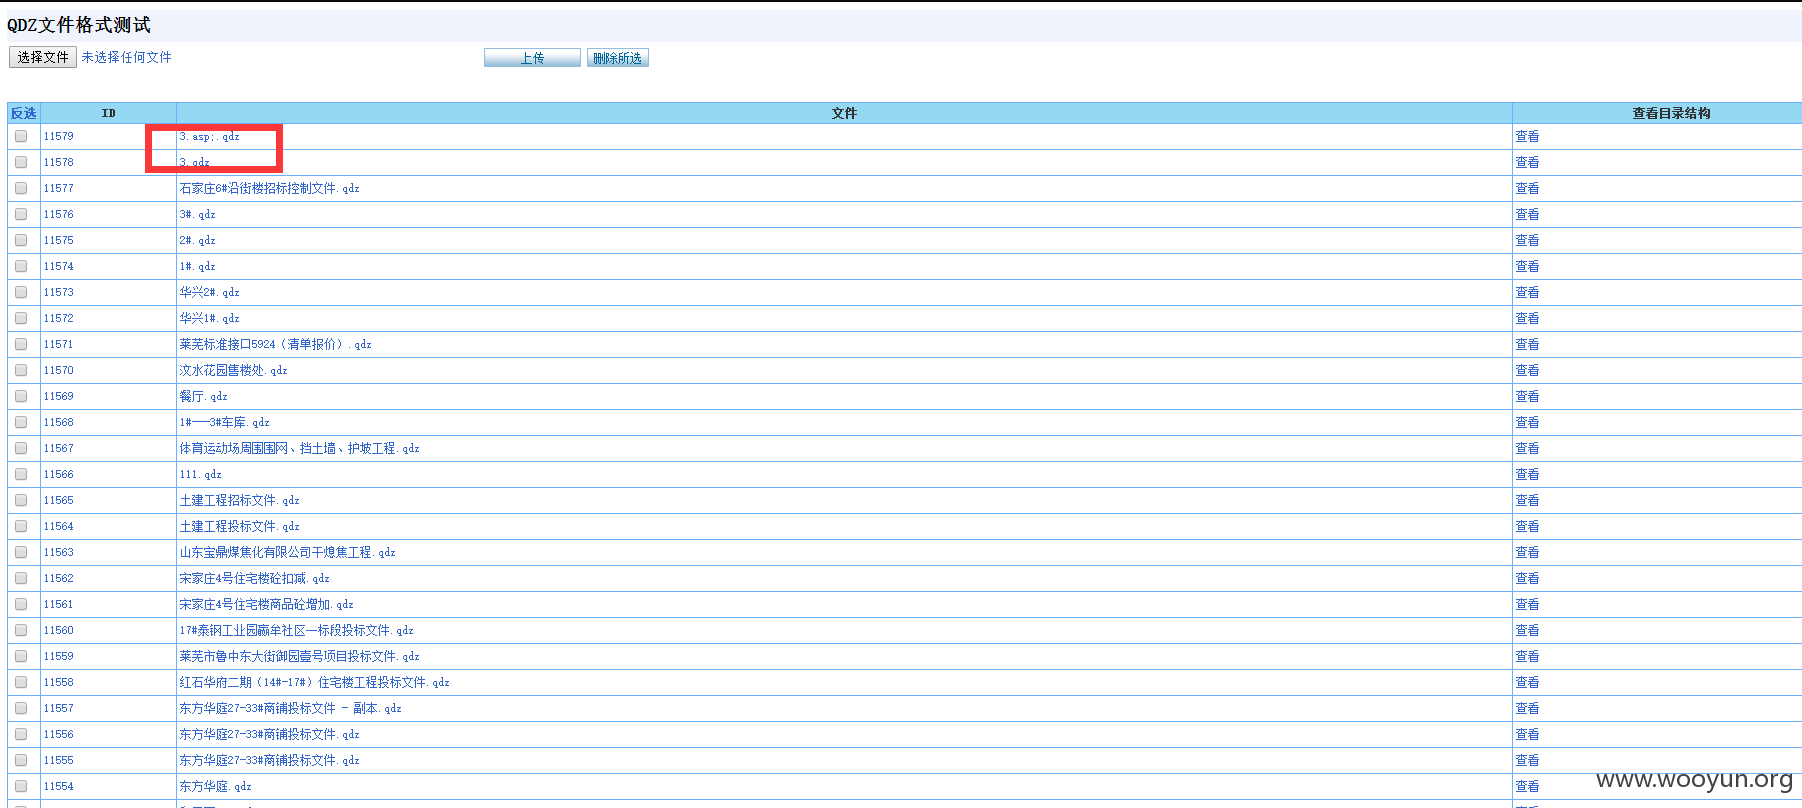 QDZ文件格式测试
选择文件 未选择任何文件 上传 删除所选
反选 ID 文件 查看目录结构
11579 3.asp;.qdz 查看
11578 3.qdz 查看
11577 石家庄6#沿街楼招标控制文件.qdz 查看
11576 3#.qdz 查看
11575 2#.qdz 查看
11574 1#.qdz 查看
11573 华兴2#.qdz 查看
11572 华兴1#.qdz 查看
11571 莱芜标准接口5924（清单报价）.qdz 查看
11570 汶水花园售楼处.qdz 查看
11569 餐厅.qdz 查看
11568 1#——3#车库.qdz 查看
11567 体育运动场周围围网、挡土墙、护坡工程.qdz 查看
11566 111.qdz 查看
11565 土建工程招标文件.qdz 查看
11564 土建工程投标文件.qdz 查看
11563 山东宝鼎煤焦化有限公司干熄焦工程.qdz 查看
11562 宋家庄4号住宅楼砼扣减.qdz 查看
11561 宋家庄4号住宅楼商品砼增加.qdz 查看
11560 17#泰钢工业园嬴牟社区一标段投标文件.qdz 查看
11559 莱芜市鲁中东大街御园壹号项目投标文件.qdz 查看
11558 红石华府二期（14#-17#）住宅楼工程投标文件.qdz 查看
11557 东方华庭27-33#商铺投标文件 - 副本.qdz 查看
11556 东方华庭27-33#商铺投标文件.qdz 查看
11555 东方华庭27-33#商铺投标文件.qdz 查看
11554 东方华庭.qdz 查看
www.wooyun.org